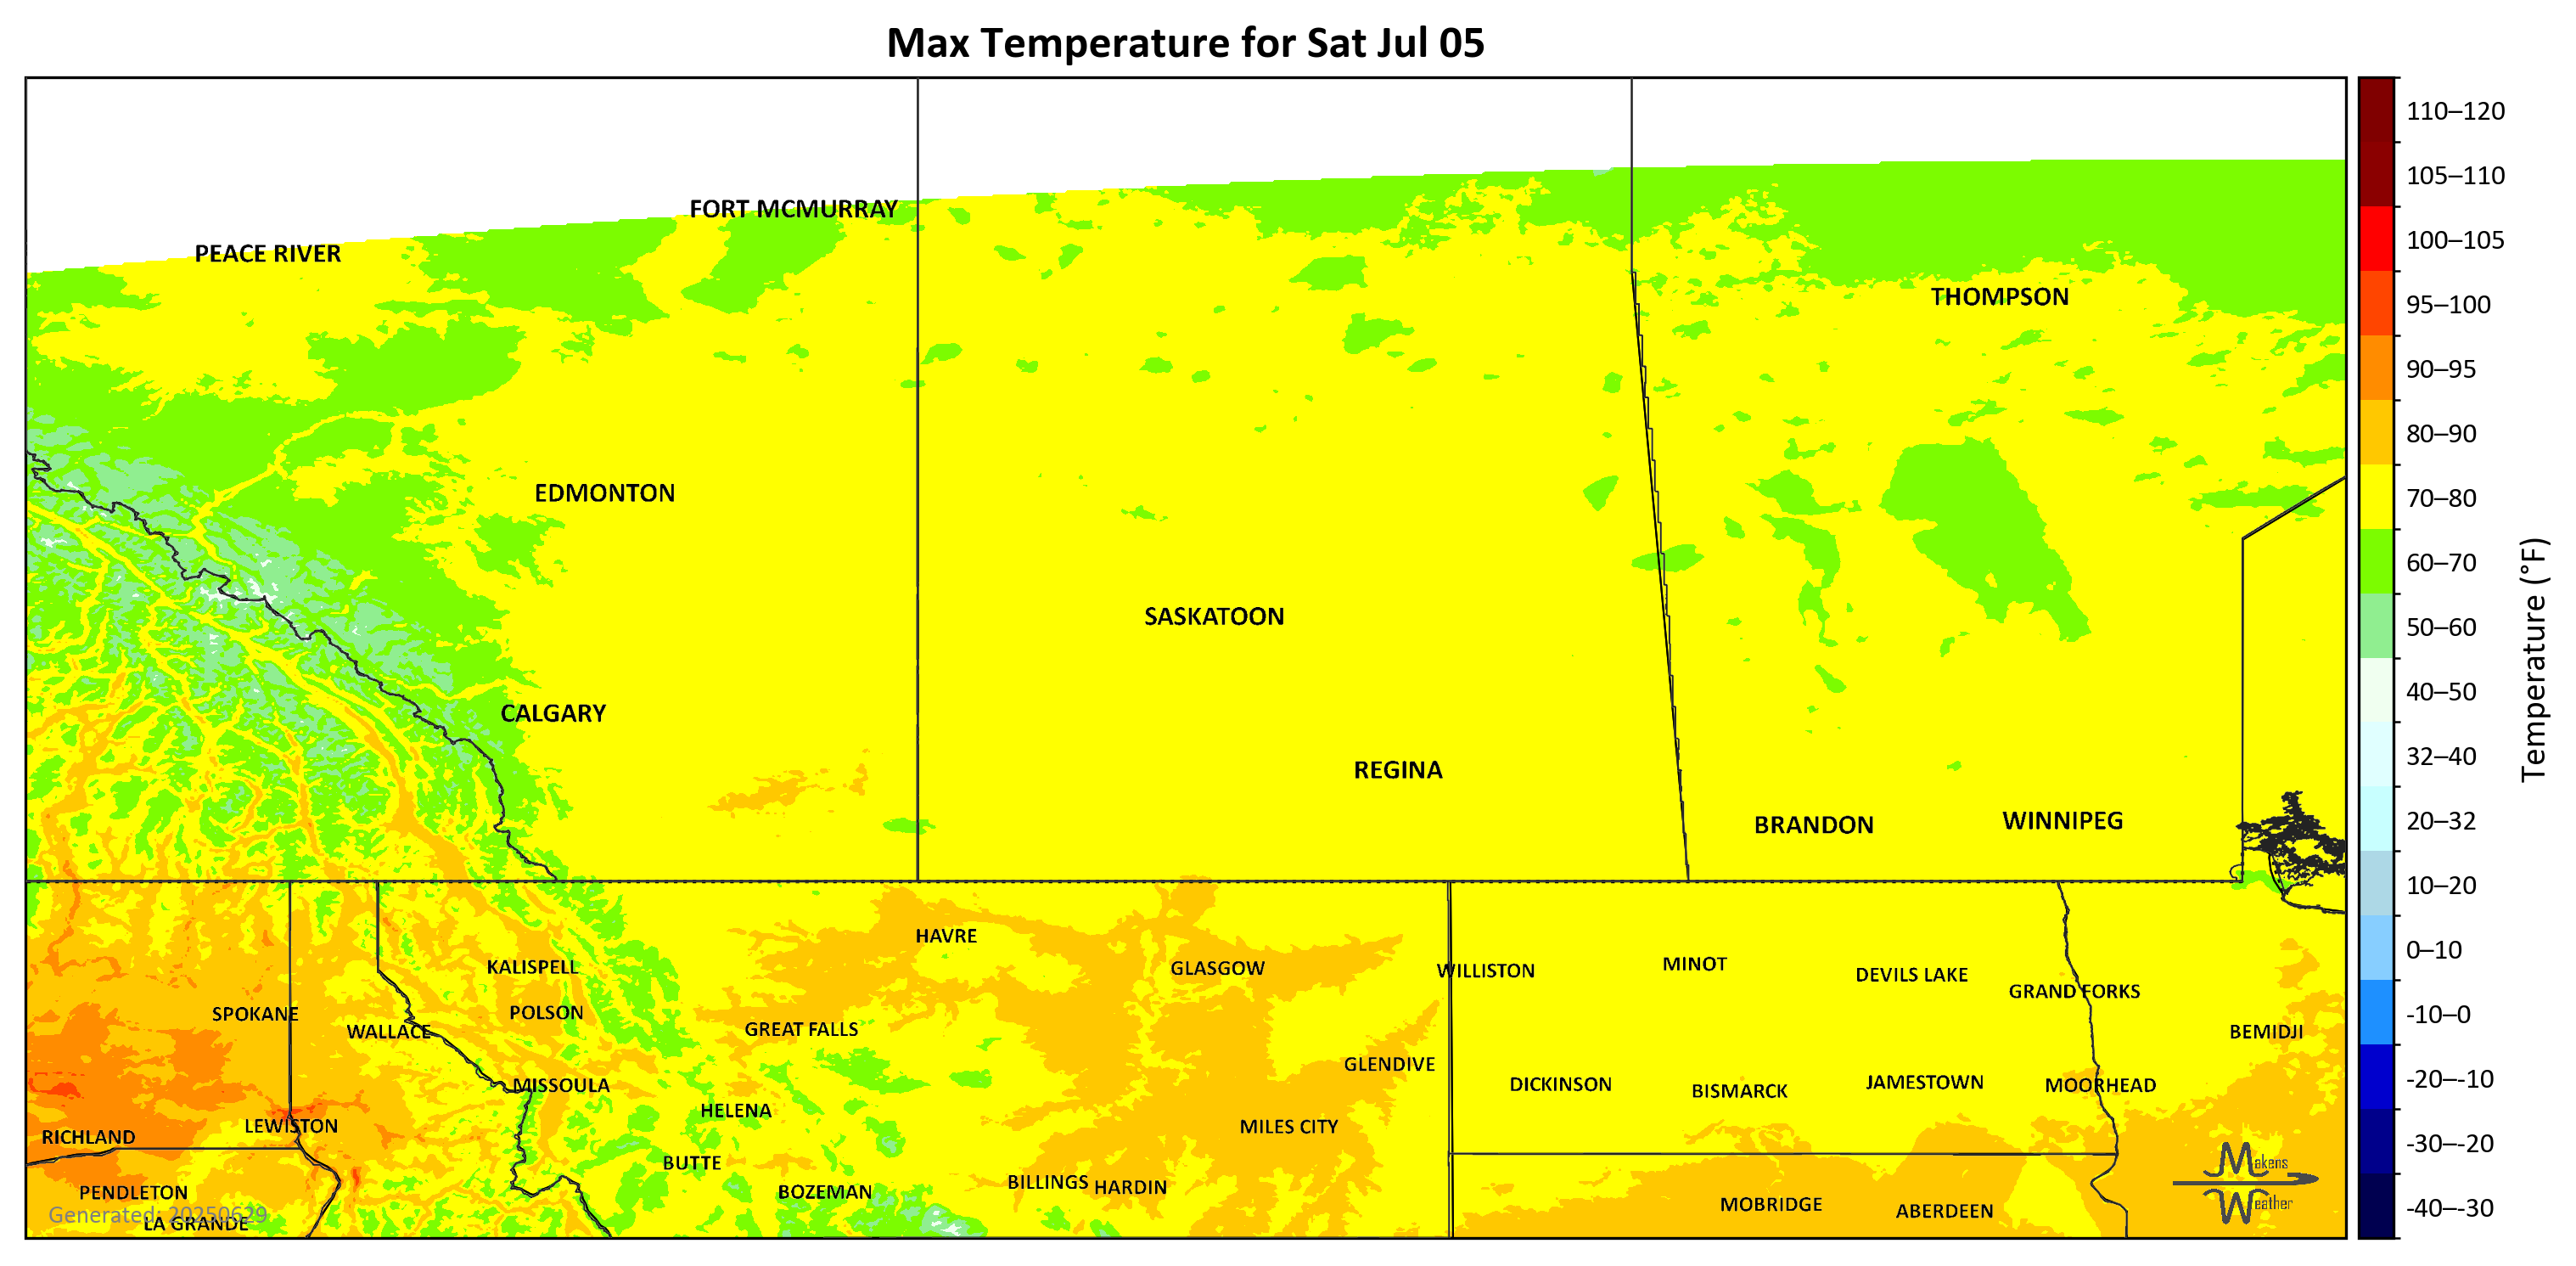 Max Temperature for Sat Jul 05
110–120
105–110
100–105
95–100
90–95
80–90
70–80
60–70
50–60
40–50
32–40
20–32
10–20
0–10
-10–0
-20–-10
-30–-20
-40–-30
Temperature (°F)
FORT MCMURRAY
PEACE RIVER
THOMPSON
EDMONTON
SASKATOON
CALGARY
REGINA
BRANDON
WINNIPEG
HAVRE
KALISPELL
GLASGOW
WILLISTON
MINOT
DEVILS LAKE
GRAND FORKS
SPOKANE
POLSON
WALLACE
GREAT FALLS
BEMIDJI
GLENDIVE
MISSOULA
DICKINSON
BISMARCK
JAMESTOWN
MOORHEAD
HELENA
LEWISTON
MILES CITY
RICHLAND
BUTTE
PENDLETON
BOZEMAN
BILLINGS
HARDIN
MOBRIDGE
ABERDEEN
LA GRANDE
Generated: 20250629
Makens
Weather